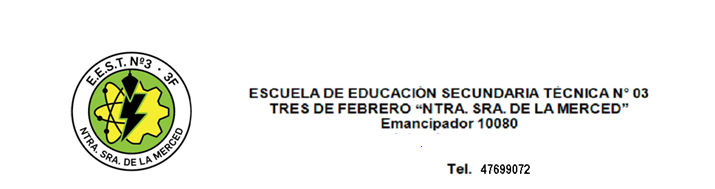 E.E.S.T. Nº3 · 3F
NTRA. SRA. DE LA MERCED
ESCUELA DE EDUCACIÓN SECUNDARIA TÉCNICA N° 03
TRES DE FEBRERO “NTRA. SRA. DE LA MERCED”
Emancipador 10080
Tel. 47699072